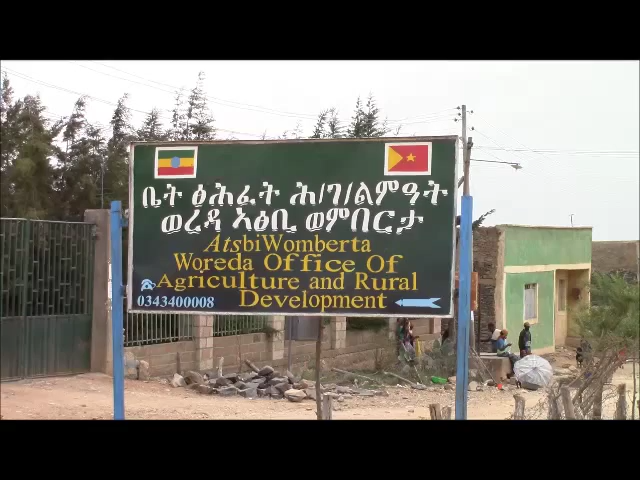 ቤት ፅሕፈት ሕ/ገ/ልምዓት
ወረዳ ኣፅቢ ወምበርታ
AtsbiWomberta
Woreda Office Of
Agriculture and Rural
0343400008 Development